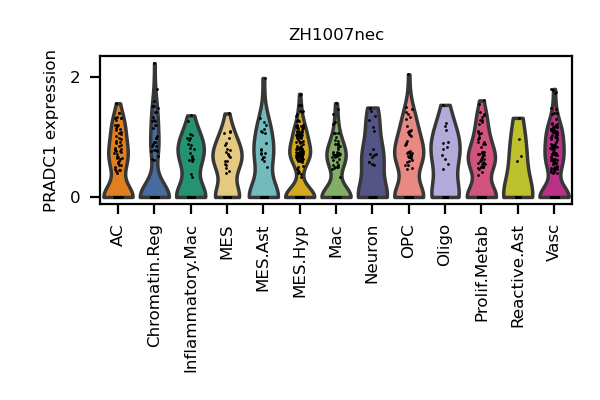 ZH1007nec
PRADC1 expression
2
0
AC
Chromatin.Reg
Inflammatory.Mac
MES
MES.Ast
MES.Hyp
Mac
Neuron
OPC
Oligo
Prolif.Metab
Reactive.Ast
Vasc